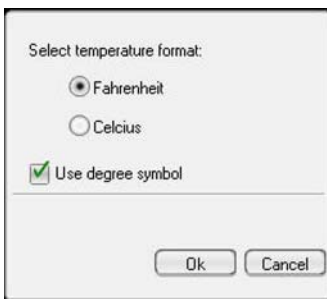 Select temperature format:
Fahrenheit
Celcius
Use degree symbol
Ok Cancel